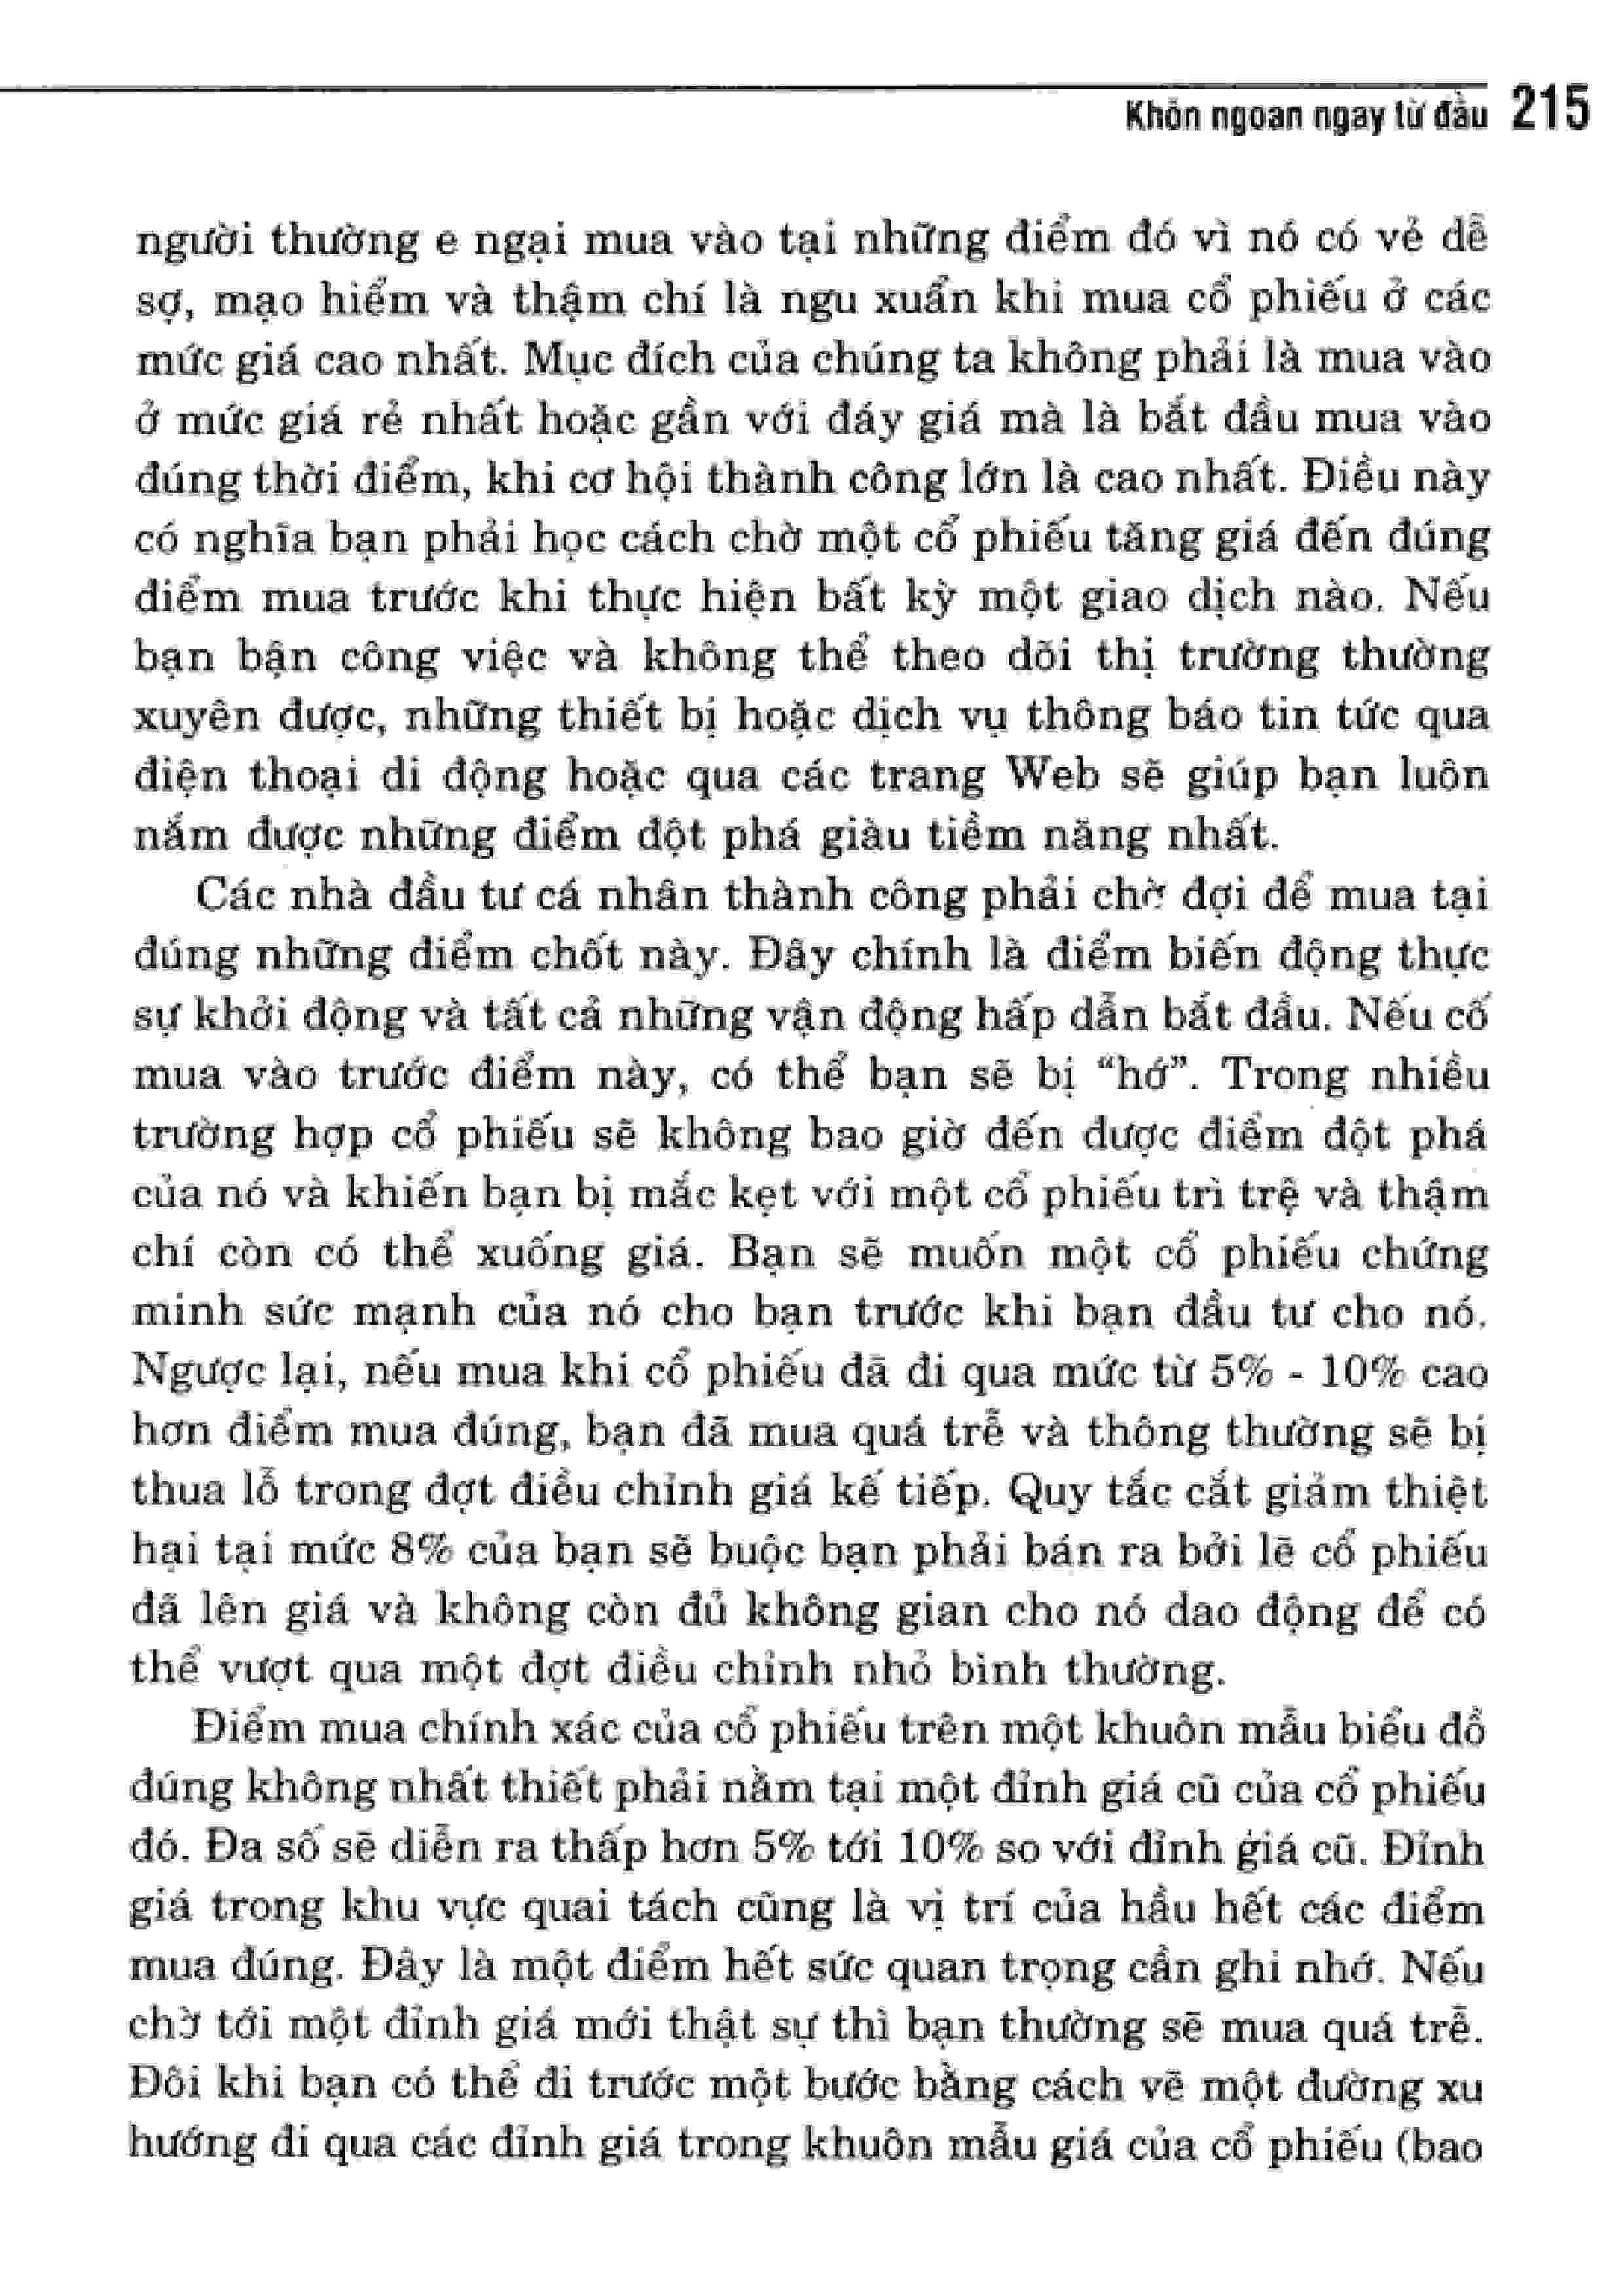 Khôn ngoan ngay từ đầu 215
người thường e ngại mua vào tại những điểm đó vì nó có vẻ dễ
sợ, mạo hiểm và thậm chí là ngu xuẩn khi mua cổ phiếu ở các
mức giá cao nhất. Mục đích của chúng ta không phải là mua vào
ở mức giá rẻ nhất hoặc gần với đáy giá mà là bắt đầu mua vào
đúng thời điểm, khi cơ hội thành công lớn là cao nhất. Điều này
có nghĩa bạn phải học cách chờ một cổ phiếu tăng giá đến đúng
điểm mua trước khi thực hiện bất kỳ một giao dịch nào. Nếu
bạn bận công việc và không thể theo dõi thị trường thường
xuyên được, những thiết bị hoặc dịch vụ thông báo tin tức qua
điện thoại di động hoặc qua các trang Web sẽ giúp bạn luôn
nắm được những điểm đột phá giàu tiềm năng nhất.
Các nhà đầu tư cá nhân thành công phải chờ đợi để mua tại
đúng những điểm chốt này. Đây chính là điểm biến động thực
sự khởi động và tất cả những vận động hấp dẫn bắt đầu. Nếu cố
mua vào trước điểm này, có thể bạn sẽ bị “hớ”. Trong nhiều
trường hợp cổ phiếu sẽ không bao giờ đến được điểm đột phá
của nó và khiến bạn bị mắc kẹt với một cổ phiếu trì trệ và thậm
chí còn có thể xuống giá. Bạn sẽ muốn một cổ phiếu chứng
minh sức mạnh của nó cho bạn trước khi bạn đầu tư cho nó.
Ngược lại, nếu mua khi cổ phiếu đã đi qua mức từ 5% - 10% cao
hơn điểm mua đúng, bạn đã mua quá trễ và thông thường sẽ bị
thua lỗ trong đợt điều chỉnh giá kế tiếp. Quy tắc cắt giảm thiệt
hại tại mức 8% của bạn sẽ buộc bạn phải bán ra bởi lẽ cổ phiếu
đã lên giá và không còn đủ không gian cho nó dao động để có
thể vượt qua một đợt điều chỉnh nhỏ bình thường.
Điểm mua chính xác của cổ phiếu trên một khuôn mẫu biểu đồ
đúng không nhất thiết phải nằm tại một đỉnh giá cũ của cổ phiếu
đó. Đa số sẽ diễn ra thấp hơn 5% tới 10% so với đỉnh giá cũ. Đỉnh
giá trong khu vực quai tách cũng là vị trí của hầu hết các điểm
mua đúng. Đây là một điểm hết sức quan trọng cần ghi nhớ. Nếu
chờ tới một đỉnh giá mới thật sự thì bạn thường sẽ mua quá trễ.
Đôi khi bạn có thể đi trước một bước bằng cách vẽ một đường xu
hướng đi qua các đỉnh giá trong khuôn mẫu giá của cổ phiếu (bao